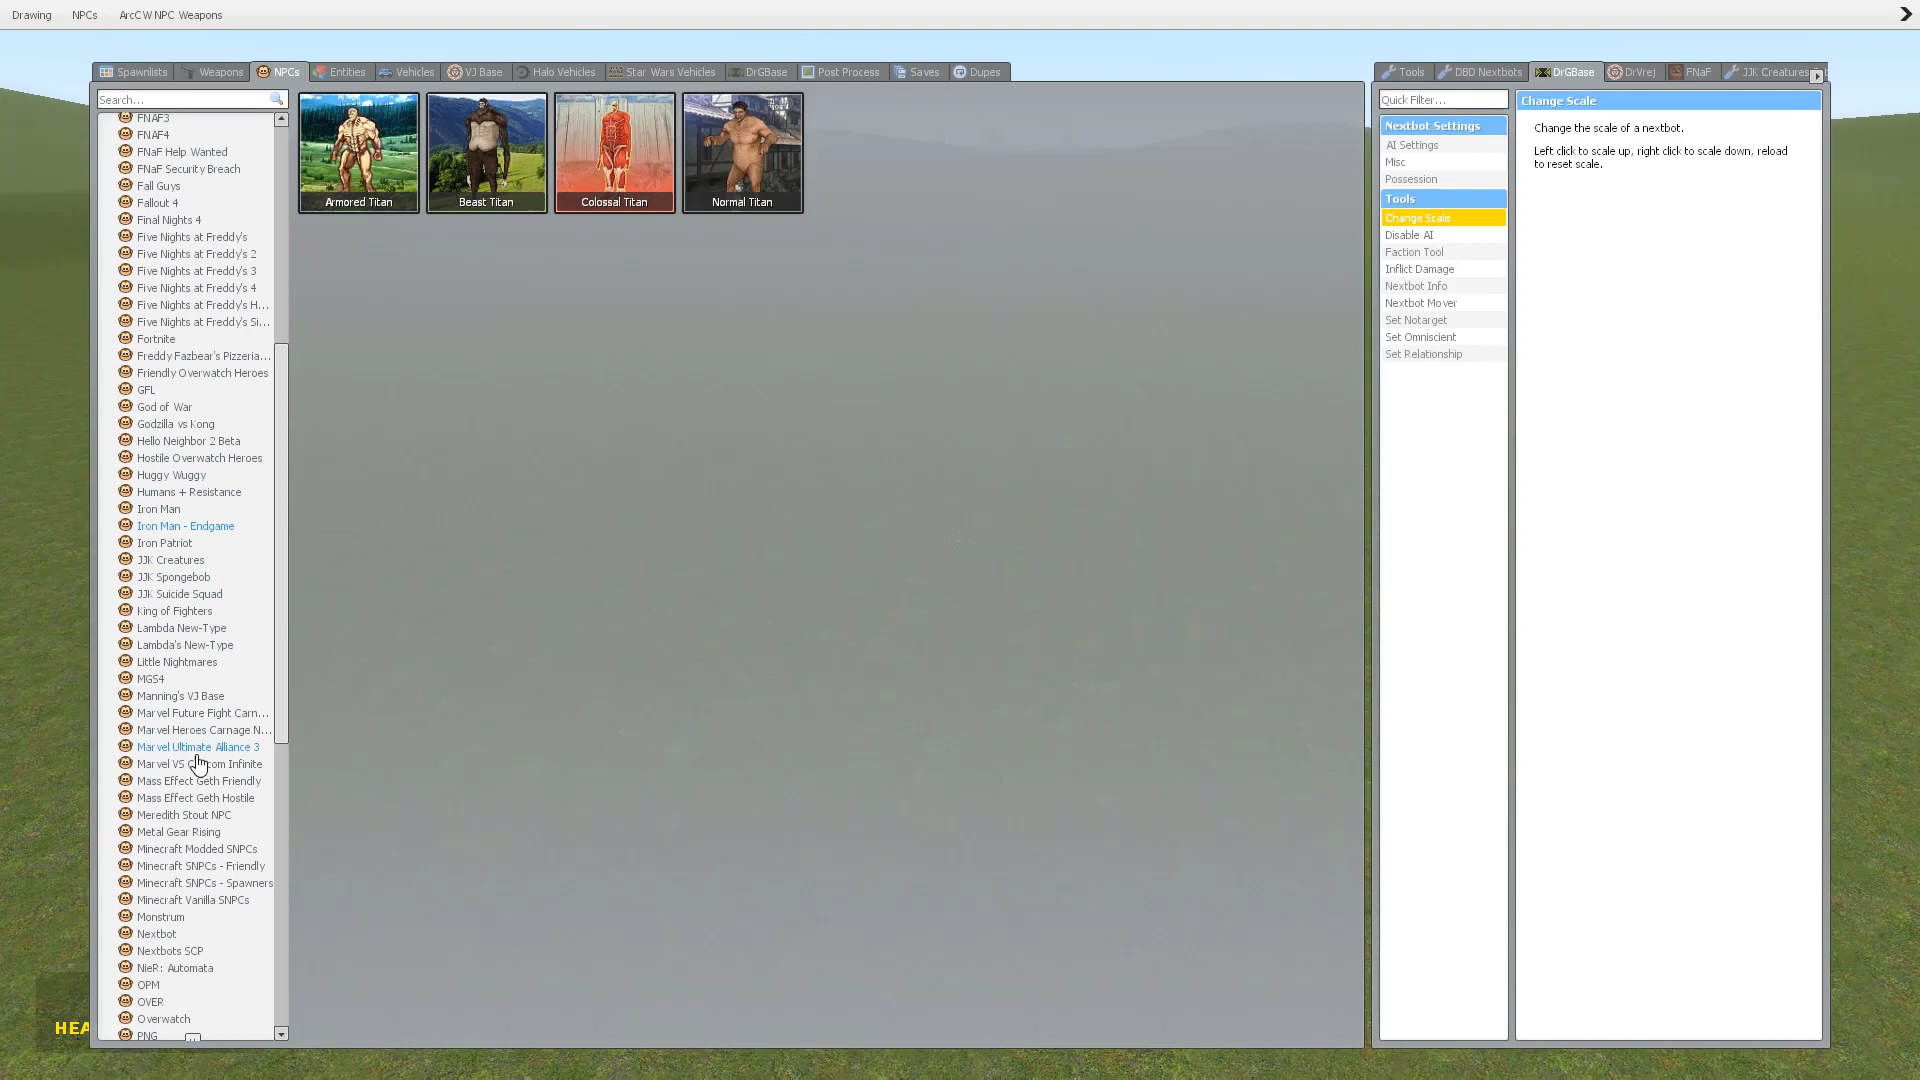 Drawing NPCs ArcCW NPC Weapons
Spawnlists Weapons NPCs Entities Vehicles VJ Base Halo Vehicles Star Wars Vehicles DrGBase Post Process Saves Dupes
Tools DBD Nextbots DrGBase DrVrej FNaF JJK Creatures
Search...
FNAF3
FNAF4
FNaF Help Wanted
FNaF Security Breach
Fall Guys
Fallout 4
Final Nights 4
Five Nights at Freddy's
Five Nights at Freddy's 2
Five Nights at Freddy's 3
Five Nights at Freddy's 4
Five Nights at Freddy's H...
Five Nights at Freddy's Si...
Fortnite
Freddy Fazbear's Pizzeria...
Friendly Overwatch Heroes
GFL
God of War
Godzilla vs Kong
Hello Neighbor 2 Beta
Hostile Overwatch Heroes
Huggy Wuggy
Humans + Resistance
Iron Man
Iron Man - Endgame
Iron Patriot
JJK Creatures
JJK Spongebob
JJK Suicide Squad
King of Fighters
Lambda New-Type
Lambda's New-Type
Little Nightmares
MGS4
Manning's VJ Base
Marvel Future Fight Carn...
Marvel Heroes Carnage N...
Marvel Ultimate Alliance 3
Marvel VS Infinite
Mass Effect Geth Friendly
Mass Effect Geth Hostile
Meredith Stout NPC
Metal Gear Rising
Minecraft Modded SNPCs
Minecraft SNPCs - Friendly
Minecraft SNPCs - Spawners
Minecraft Vanilla SNPCs
Monstrum
Nextbot
Nextbots SCP
NieR: Automata
OPM
OVER
Overwatch
PNG
Armored Titan
Beast Titan
Colossal Titan
Normal Titan
Quick Filter...
Nextbot Settings
AI Settings
Misc
Possession
Tools
Change Scale
Disable AI
Faction Tool
Inflict Damage
Nextbot Info
Nextbot Mover
Set Notarget
Set Omniscient
Set Relationship
Change Scale
Change the scale of a nextbot.
Left click to scale up, right click to scale down, reload
to reset scale.
HEA